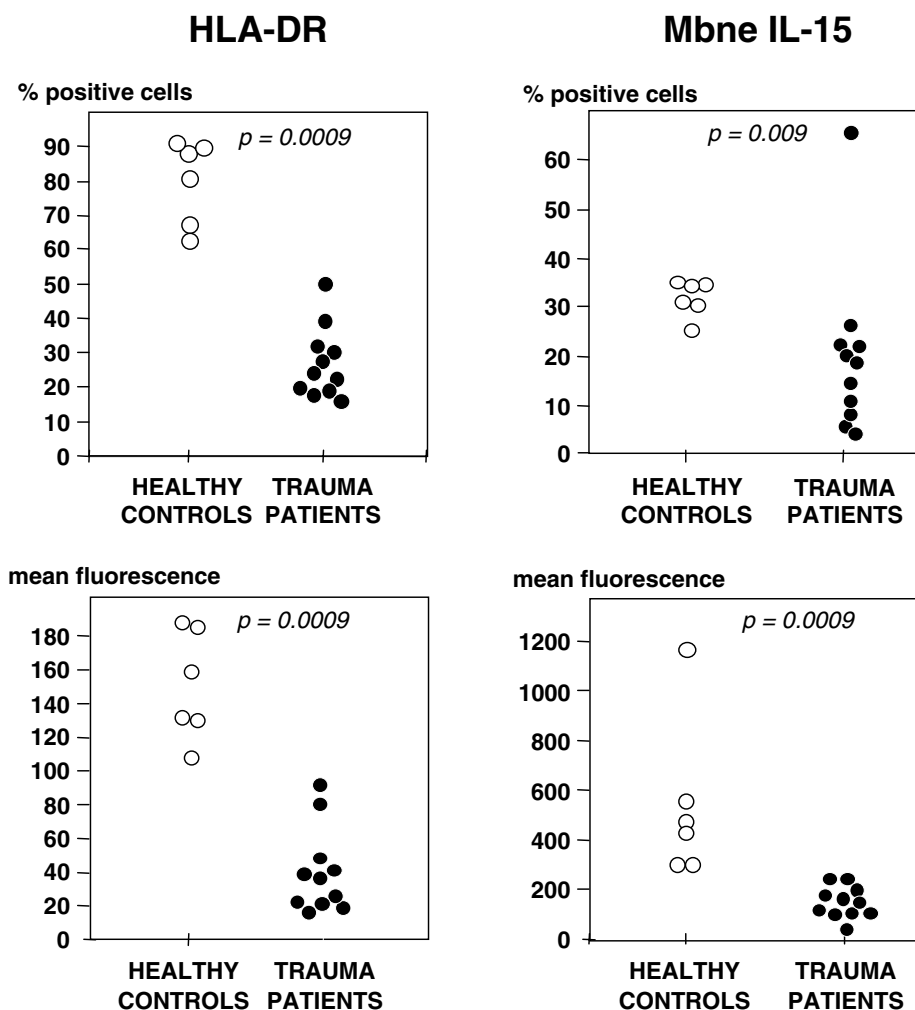 HLA-DR
% positive cells
p = 0.0009
90
80
70
60
50
40
30
20
10
0
HEALTHY CONTROLS
TRAUMA PATIENTS
Mbne IL-15
% positive cells
p = 0.009
60
50
40
30
20
10
0
HEALTHY CONTROLS
TRAUMA PATIENTS
mean fluorescence
p = 0.0009
180
160
140
120
100
80
60
40
20
0
HEALTHY CONTROLS
TRAUMA PATIENTS
mean fluorescence
p = 0.0009
1200
1000
800
600
400
200
0
HEALTHY CONTROLS
TRAUMA PATIENTS